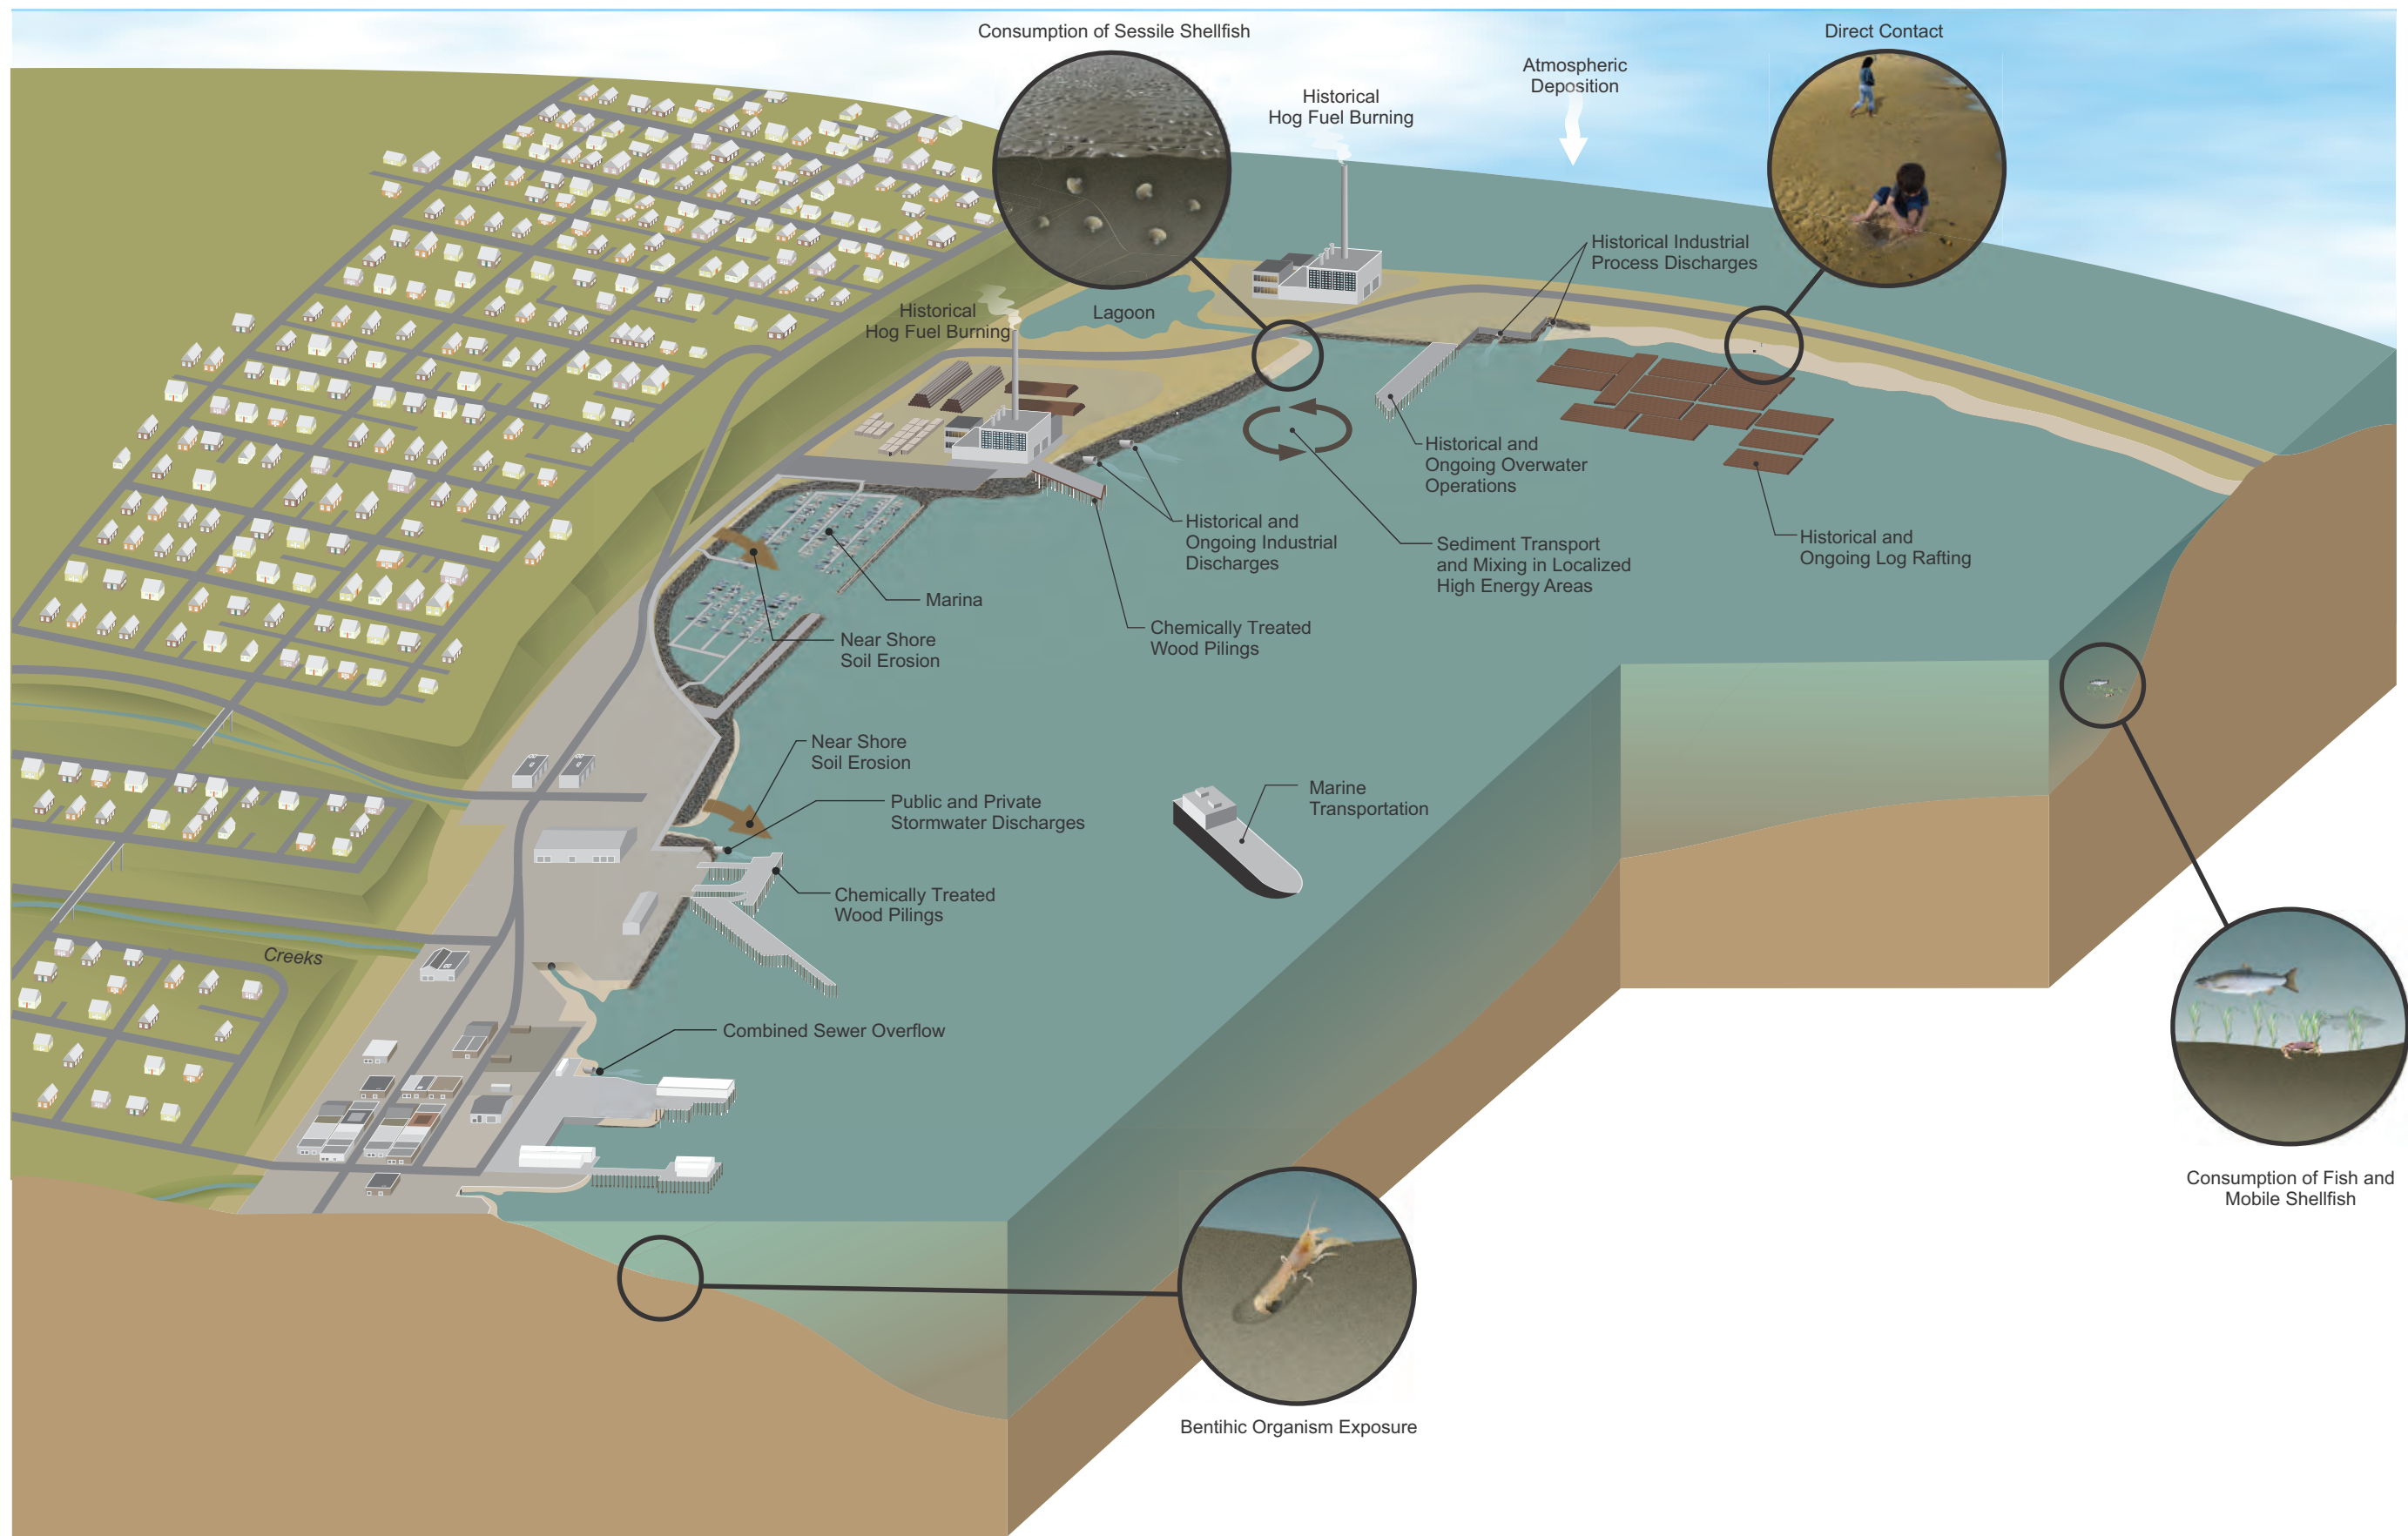 Consumption of Sessile Shellfish
Direct Contact
Atmospheric
Deposition
Historical
Hog Fuel Burning
Historical Industrial
Process Discharges
Historical
Hog Fuel Burning
Lagoon
Historical and
Ongoing Overwater
Operations
Historical and
Ongoing Industrial
Discharges
Sediment Transport
and Mixing in Localized
High Energy Areas
Historical and
Ongoing Log Rafting
Marina
Near Shore
Soil Erosion
Chemically Treated
Wood Pilings
Near Shore
Soil Erosion
Public and Private
Stormwater Discharges
Marine
Transportation
Chemically Treated
Wood Pilings
Creeks
Combined Sewer Overflow
Consumption of Fish and
Mobile Shellfish
Bentihic Organism Exposure